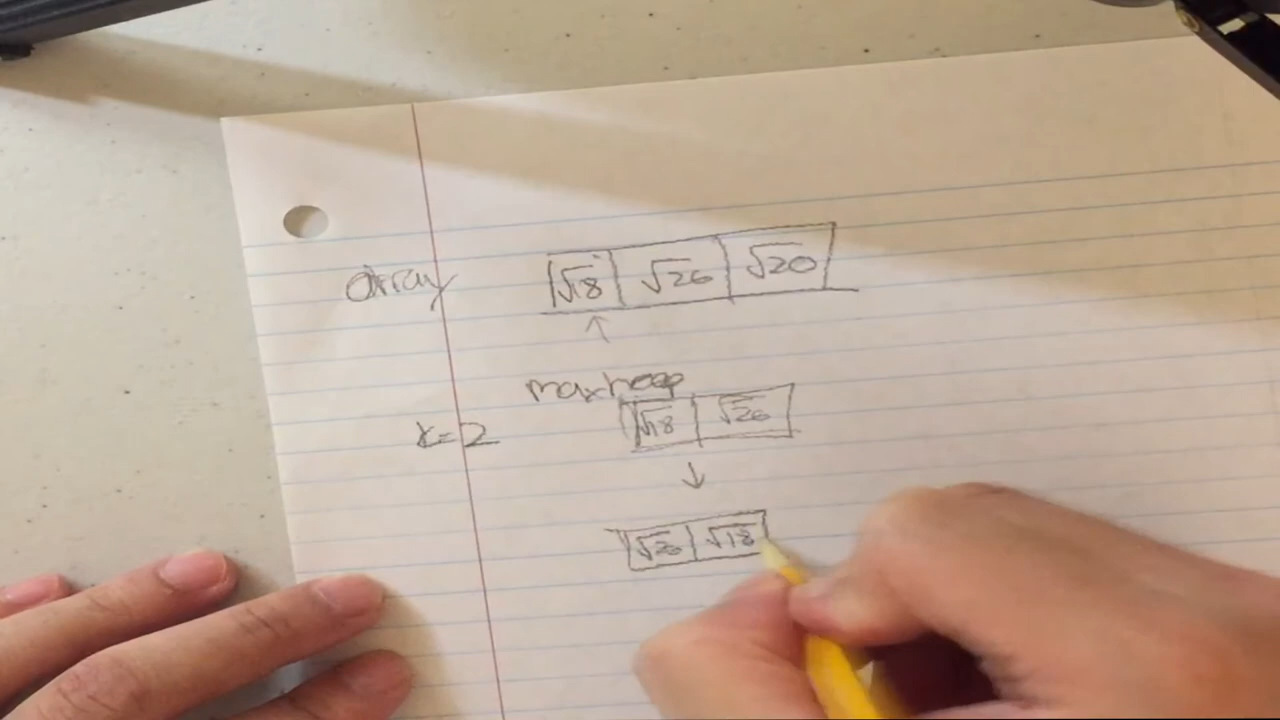 array √18 √26 √20
↑
maxheap
k=2 √18 √26
↓
√26 √18